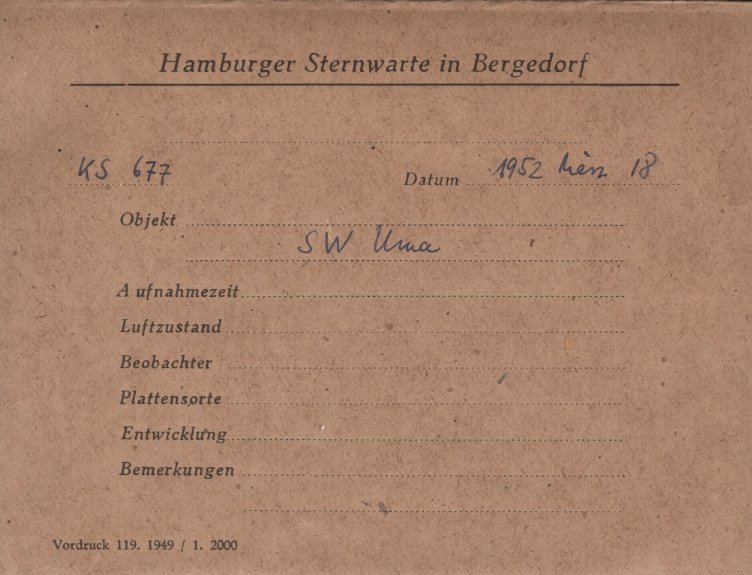 Hamburger Sternwarte in Bergedorf
KS 677 Datum 1952 März 18
Objekt
SW Uma
Aufnahmezeit
Luftzustand
Beobachter
Plattensorte
Entwicklung
Bemerkungen
Vordruck 119. 1949 / 1. 2000